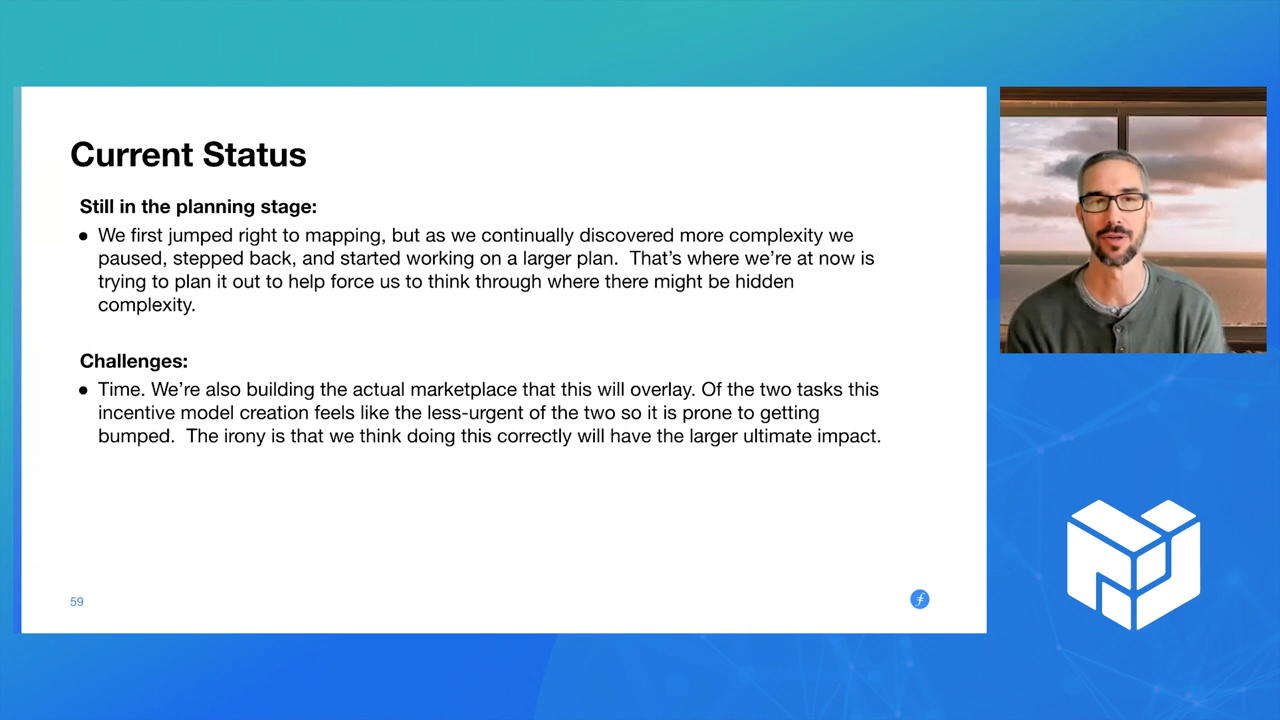 Current Status
Still in the planning stage:
● We first jumped right to mapping, but as we continually discovered more complexity we
paused, stepped back, and started working on a larger plan.  That’s where we’re at now is
trying to plan it out to help force us to think through where there might be hidden
complexity.
Challenges:
● Time. We’re also building the actual marketplace that this will overlay. Of the two tasks this
incentive model creation feels like the less-urgent of the two so it is prone to getting
bumped.  The irony is that we think doing this correctly will have the larger ultimate impact.
59